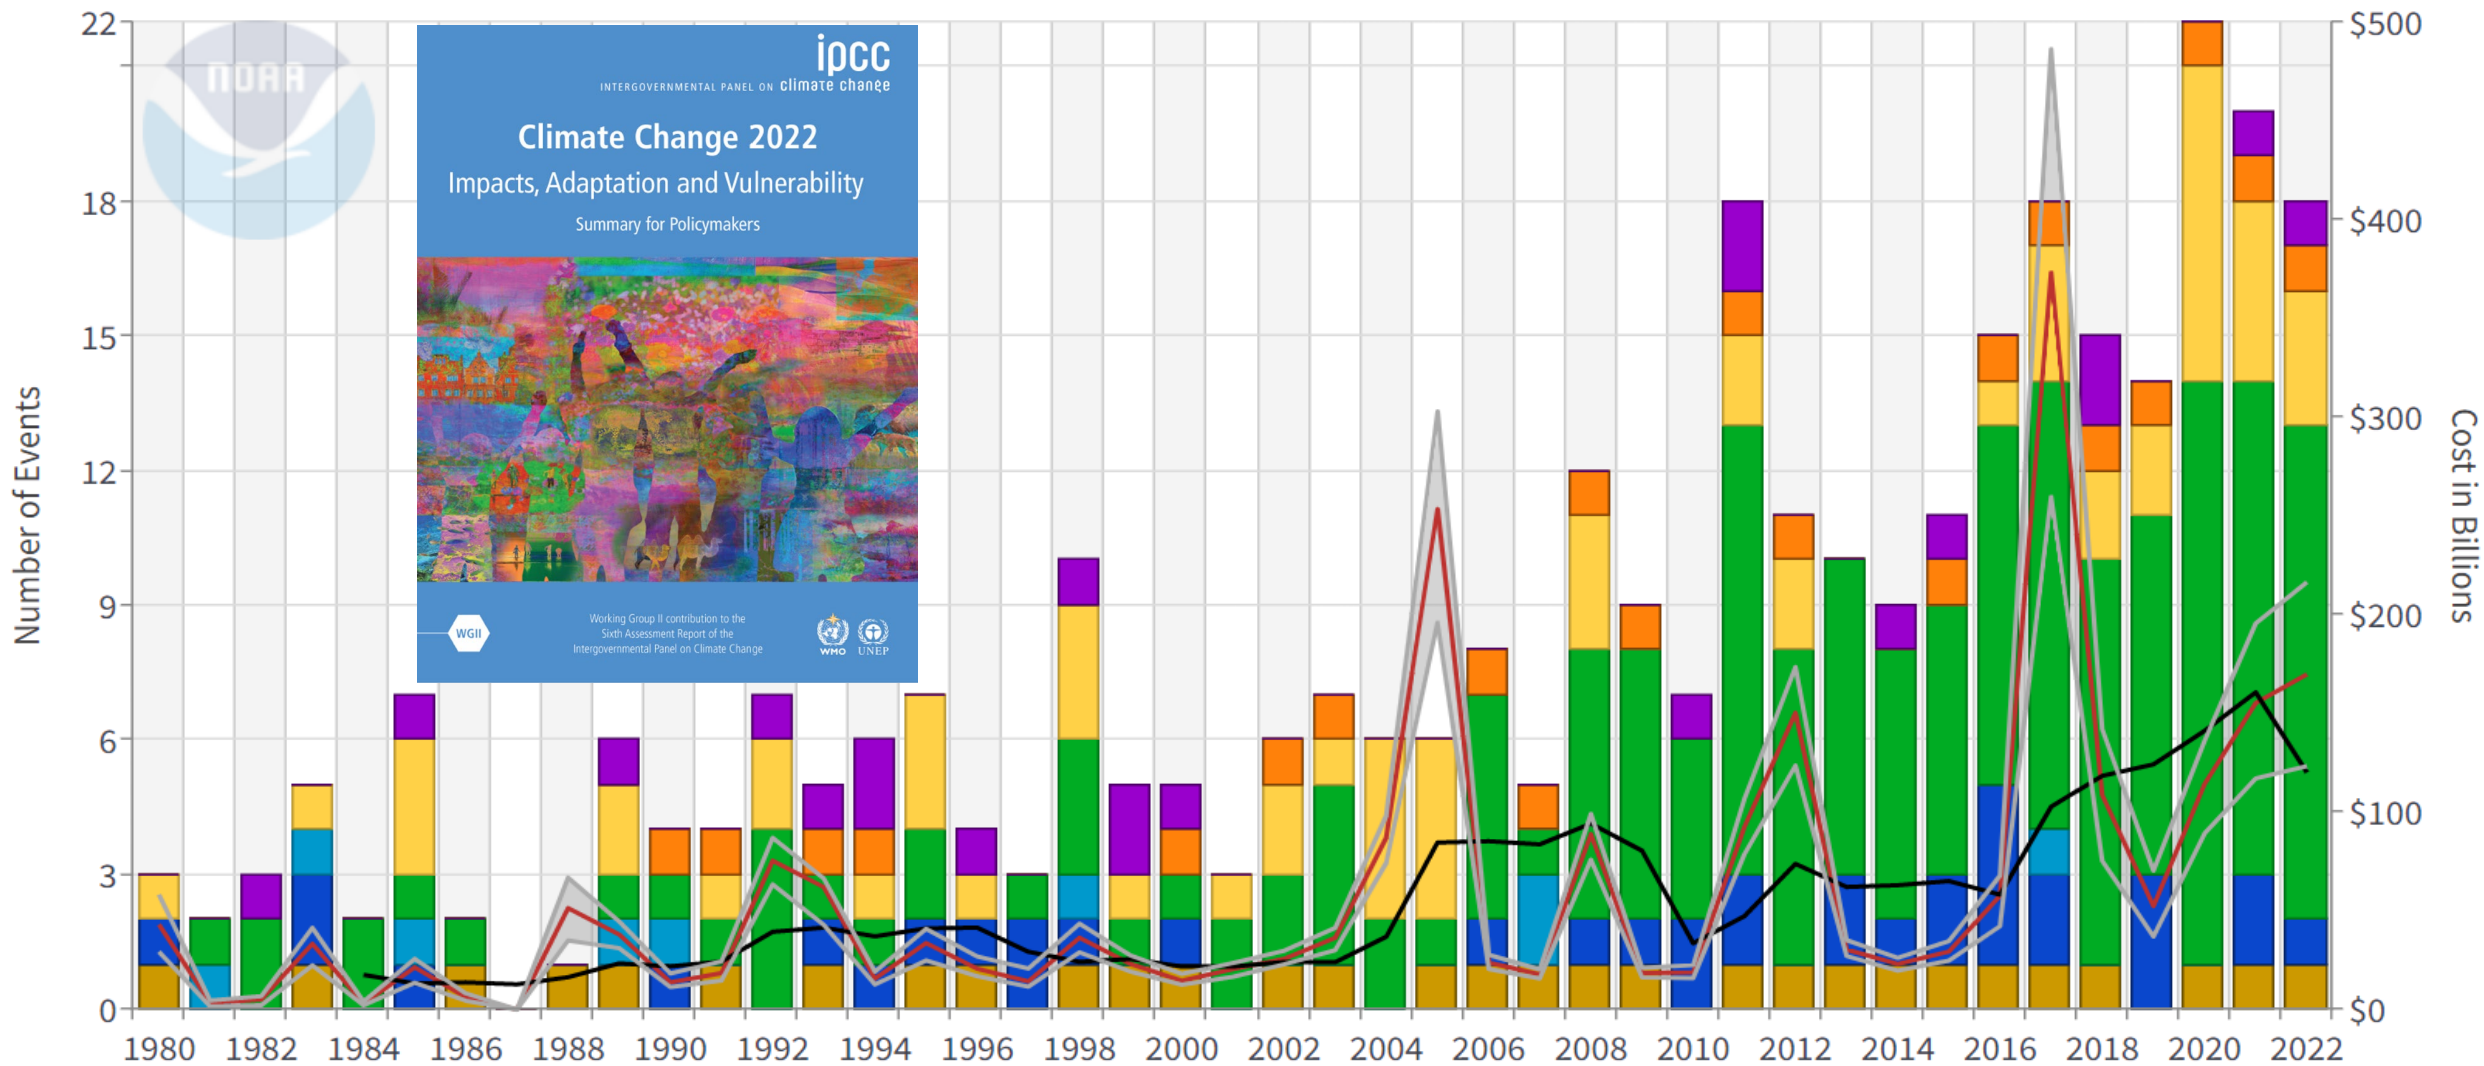 22
18
15
12
9
6
3
0
Number of Events
NOAA
ipcc
INTERGOVERNMENTAL PANEL ON climate change
Climate Change 2022
Impacts, Adaptation and Vulnerability
Summary for Policymakers
WGII
Working Group II contribution to the
Sixth Assessment Report of the
Intergovernmental Panel on Climate Change
WMO UNEP
$500
$400
$300
$200
$100
$0
Cost in Billions
1980 1982 1984 1986 1988 1990 1992 1994 1996 1998 2000 2002 2004 2006 2008 2010 2012 2014 2016 2018 2020 2022